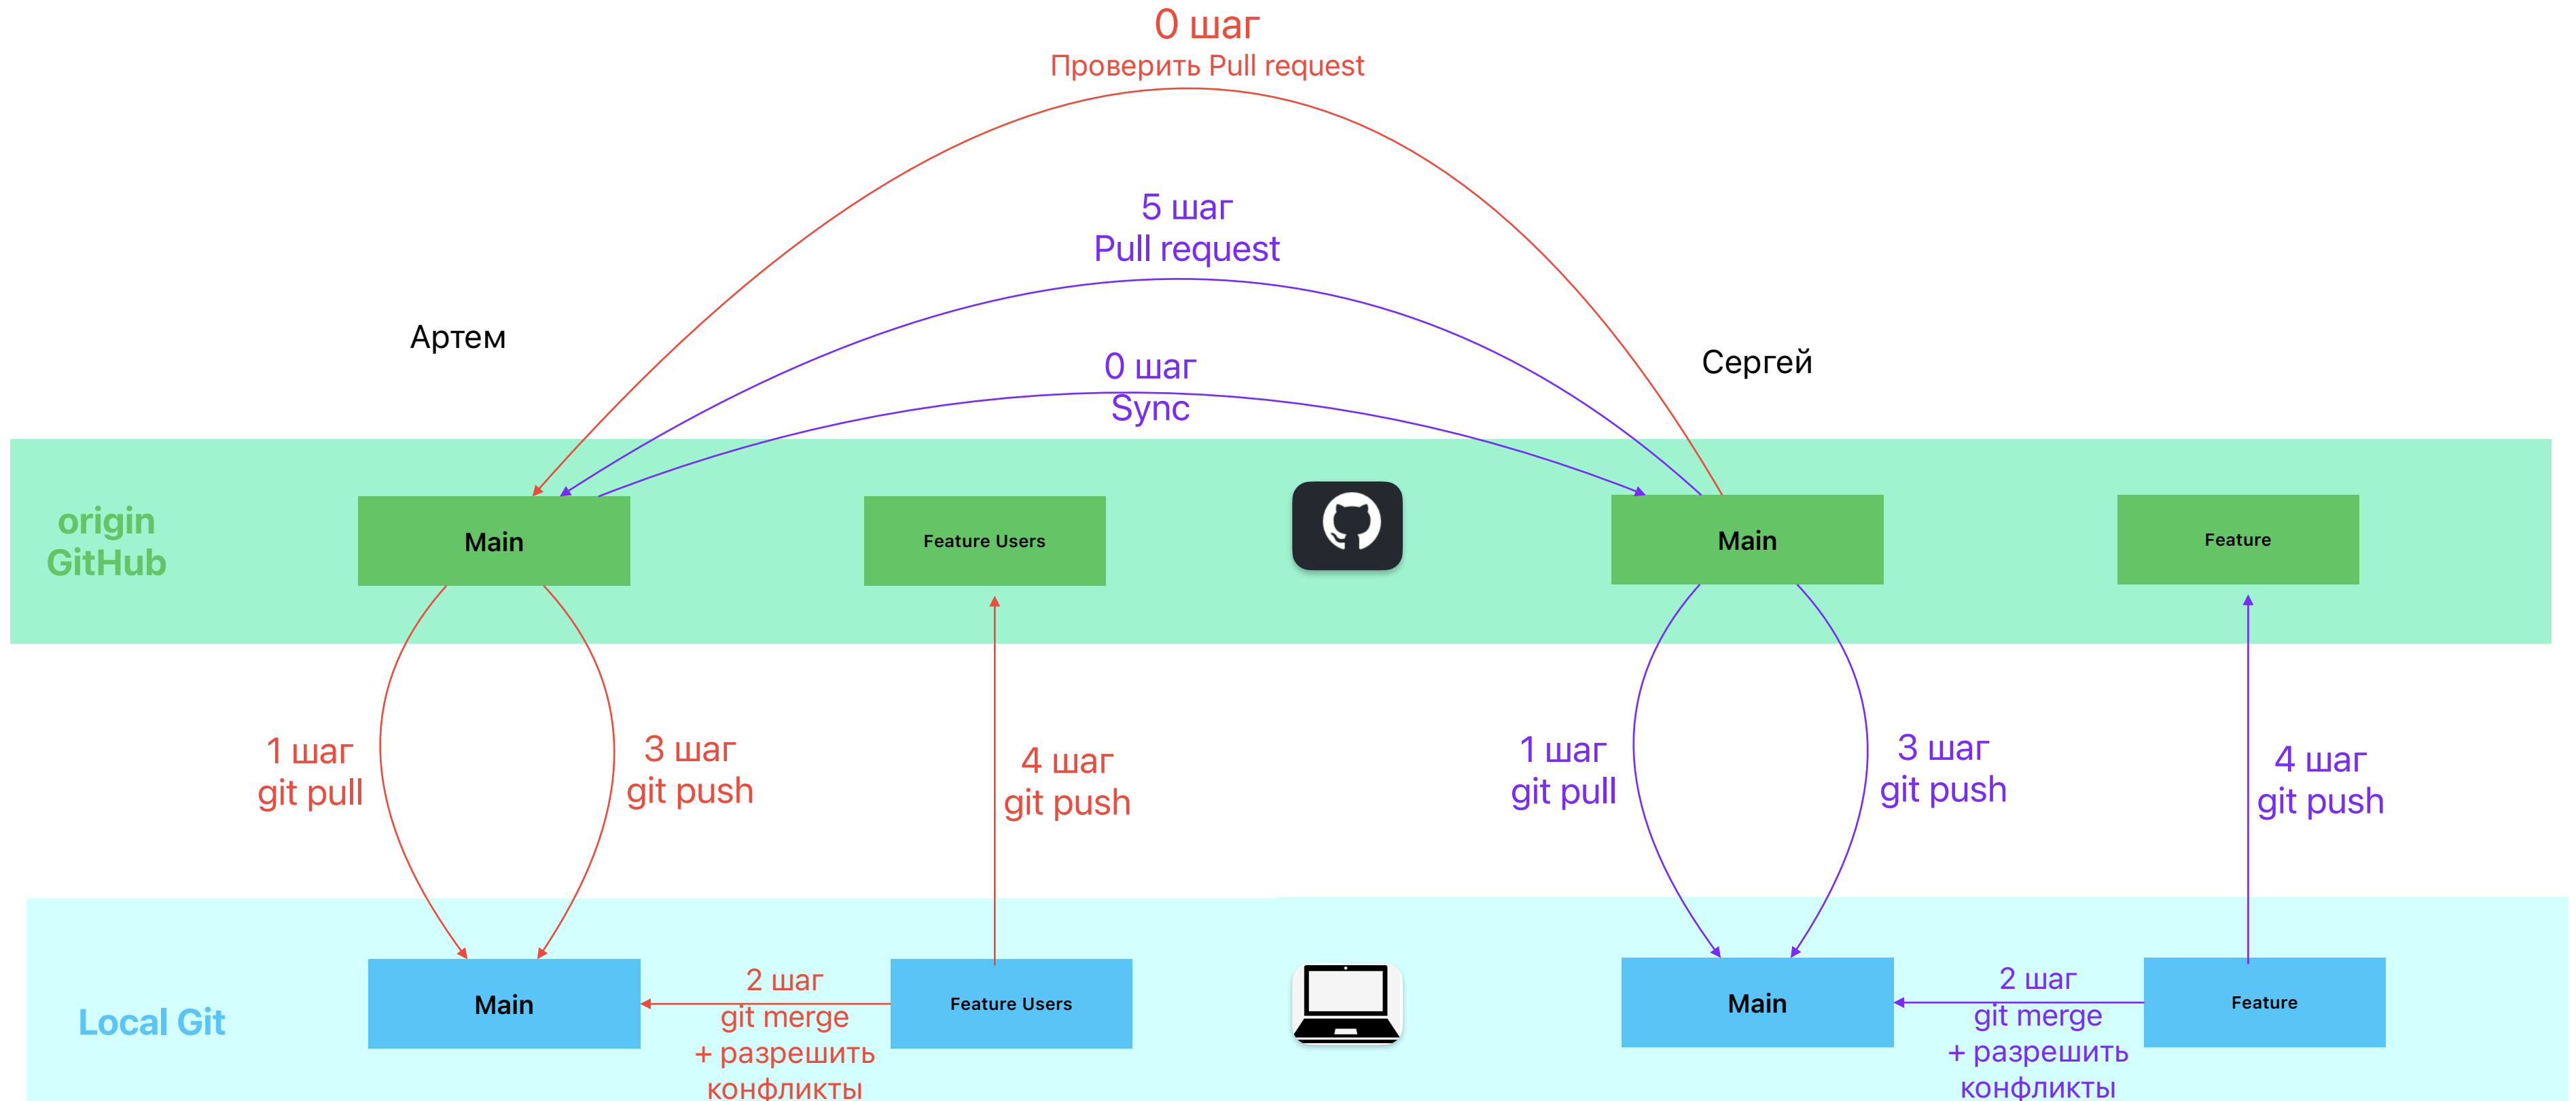 0 шаг
Проверить Pull request
5 шаг
Pull request
Артем
0 шаг
Sync
Сергей
origin
GitHub
Main
Feature Users
Main
Feature
1 шаг
git pull
3 шаг
git push
4 шаг
git push
1 шаг
git pull
3 шаг
git push
4 шаг
git push
Local Git
Main
2 шаг
git merge
+ разрешить
конфликты
Feature Users
Main
2 шаг
git merge
+ разрешить
конфликты
Feature